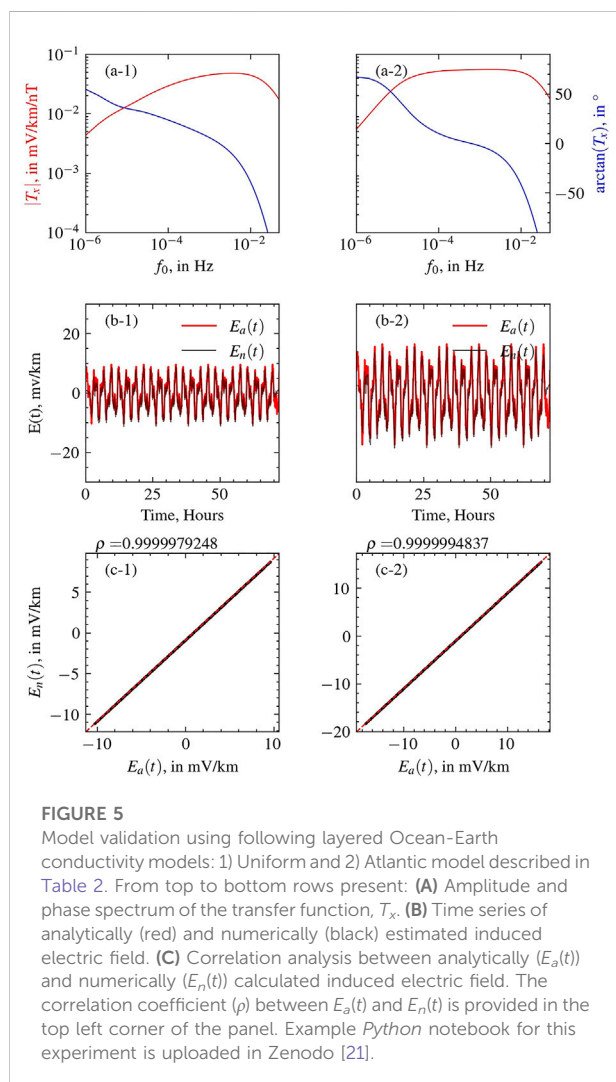 10⁻¹
(a-1)
(a-2)
10⁻²
10⁻³
10⁻⁴
|Tₓ|, in mV/km/nT
50
0
−50
arctan(Tₓ), in °
10⁻⁶ 10⁻⁴ 10⁻²
10⁻⁶ 10⁻⁴ 10⁻²
f₀, in Hz
f₀, in Hz
30
0
−30
E(t), mv/km
(b-1)
Eₐ(t)
Eₙ(t)
(b-2)
Eₐ(t)
Eₙ(t)
0 25 50
0 25 50
Time, Hours
Time, Hours
ρ =0.9999979248
ρ =0.9999994837
(c-1)
(c-2)
5
0
−5
−10
Eₙ(t), in mV/km
10
0
−10
−20
−10 0 10
−10 0 10
Eₐ(t), in mV/km
Eₐ(t), in mV/km
FIGURE 5
Model validation using following layered Ocean-Earth
conductivity models: 1) Uniform and 2) Atlantic model described in
Table 2. From top to bottom rows present: (A) Amplitude and
phase spectrum of the transfer function, Tₓ. (B) Time series of
analytically (red) and numerically (black) estimated induced
electric field. (C) Correlation analysis between analytically (Eₐ(t))
and numerically (Eₙ(t)) calculated induced electric field. The
correlation coefficient (ρ) between Eₐ(t) and Eₙ(t) is provided in the
top left corner of the panel. Example Python notebook for this
experiment is uploaded in Zenodo [21].